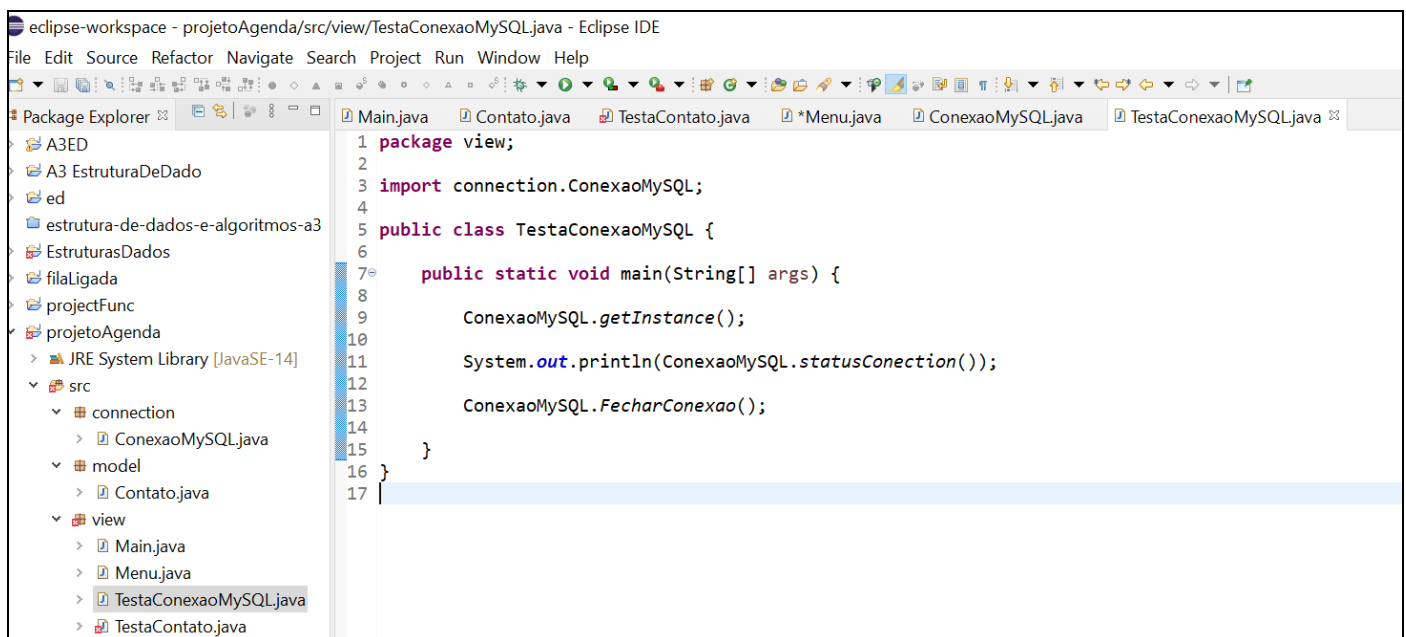 eclipse-workspace - projetoAgenda/src/view/TestaConexaoMySQL.java - Eclipse IDE
File Edit Source Refactor Navigate Search Project Run Window Help
Package Explorer
Main.java Contato.java TestaContato.java *Menu.java ConexaoMySQL.java TestaConexaoMySQL.java
A3ED
A3 EstruturaDeDado
ed
estrutura-de-dados-e-algoritmos-a3
EstruturasDados
filaLigada
projectFunc
projetoAgenda
JRE System Library [JavaSE-14]
src
connection
ConexaoMySQL.java
model
Contato.java
view
Main.java
Menu.java
TestaConexaoMySQL.java
TestaContato.java
1 package view;
2
3 import connection.ConexaoMySQL;
4
5 public class TestaConexaoMySQL {
6
7 public static void main(String[] args) {
8
9 ConexaoMySQL.getInstance();
10
11 System.out.println(ConexaoMySQL.statusConection());
12
13 ConexaoMySQL.FecharConexao();
14
15 }
16 }
17